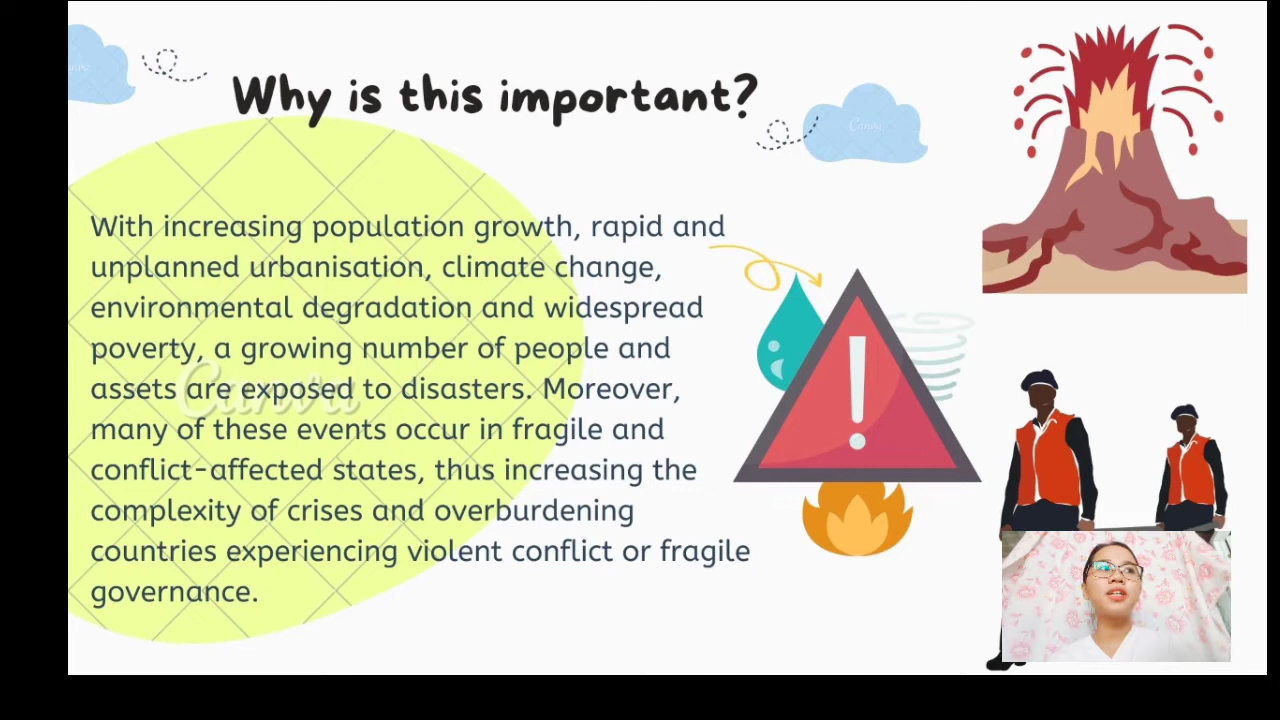 Why is this important?
Canva
With increasing population growth, rapid and
unplanned urbanisation, climate change,
environmental degradation and widespread
poverty, a growing number of people and
assets are exposed to disasters. Moreover,
many of these events occur in fragile and
conflict-affected states, thus increasing the
complexity of crises and overburdening
countries experiencing violent conflict or fragile
governance.
Canva